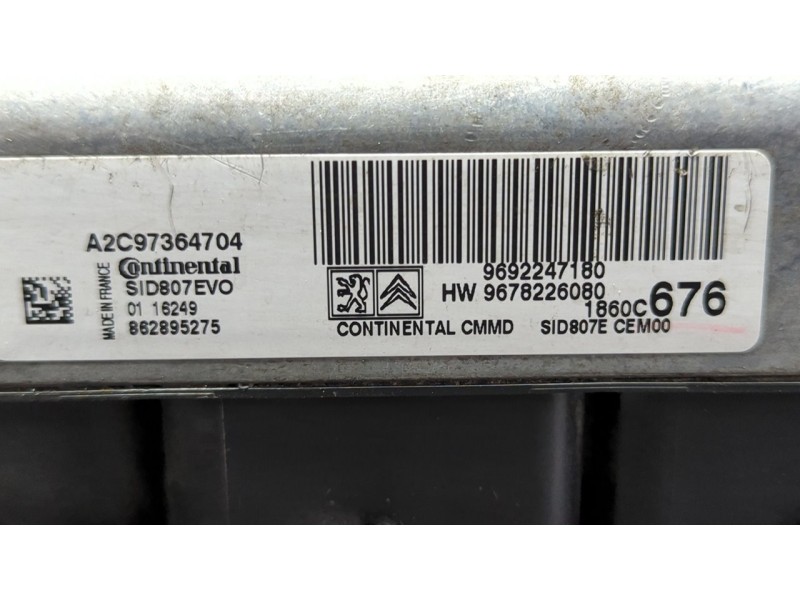 A2C97364704
Continental
SID807EVO
01 16249
862895275
MADE IN FRANCE
9692247180
HW 9678226080
1860C676
CONTINENTAL CMMD SID807E CEM00